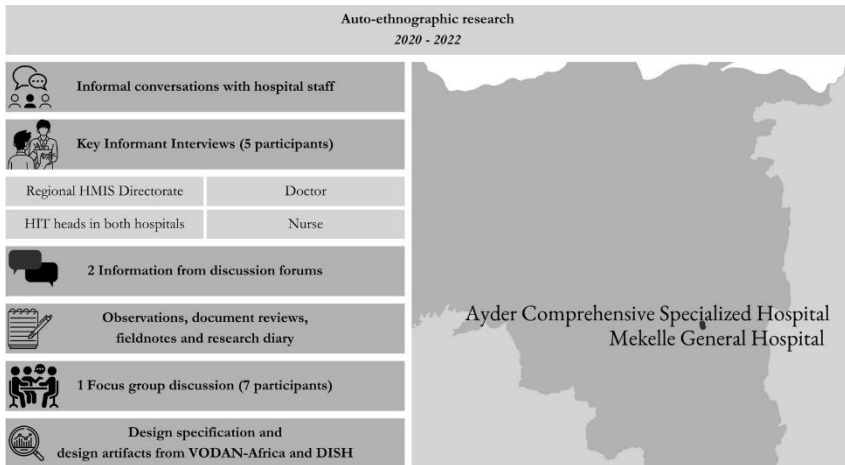 Auto-ethnographic research
2020 - 2022
Informal conversations with hospital staff
Key Informant Interviews (5 participants)
Regional HMIS Directorate
Doctor
HIT heads in both hospitals
Nurse
2 Information from discussion forums
Observations, document reviews,
fieldnotes and research diary
1 Focus group discussion (7 participants)
Design specification and
design artifacts from VODAN-Africa and DISH
Ayder Comprehensive Specialized Hospital
Mekelle General Hospital